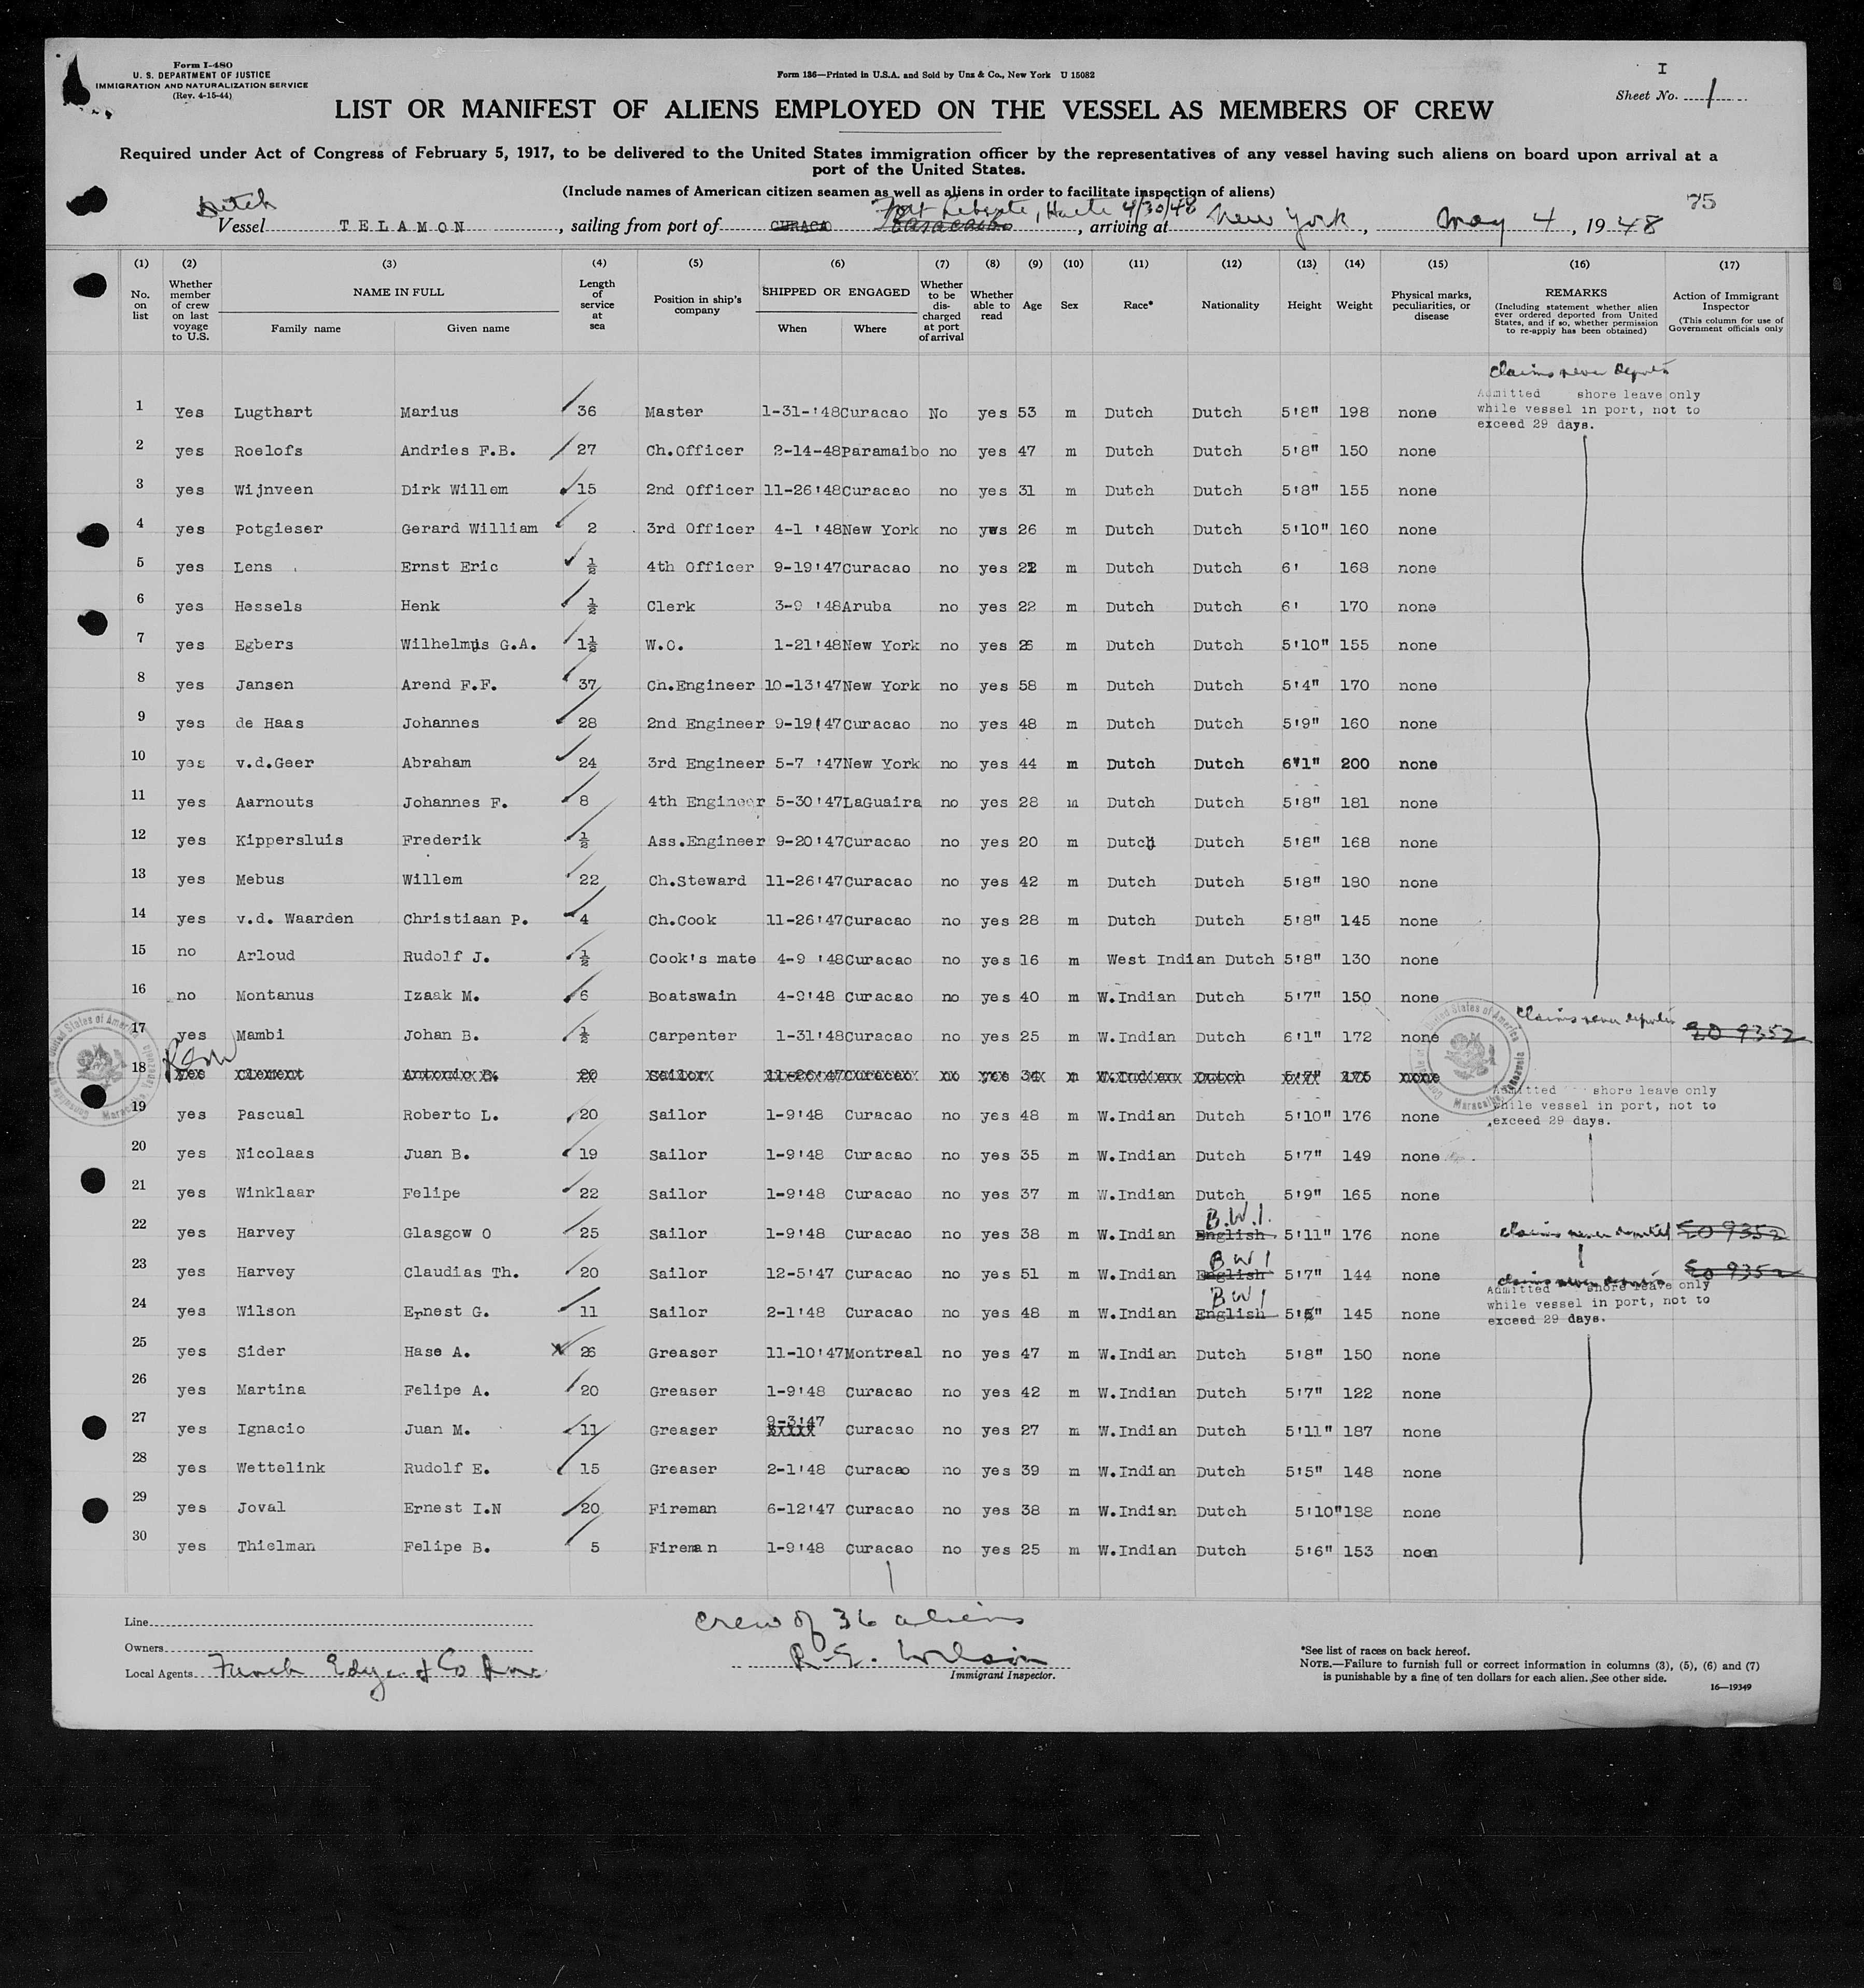 Form I-480
U. S. DEPARTMENT OF JUSTICE
IMMIGRATION AND NATURALIZATION SERVICE
(Rev. 4-15-44)
Form 136—Printed in U.S.A. and Sold by Unz & Co., New York U 15082
I
Sheet No. 1
LIST OR MANIFEST OF ALIENS EMPLOYED ON THE VESSEL AS MEMBERS OF CREW
Required under Act of Congress of February 5, 1917, to be delivered to the United States immigration officer by the representatives of any vessel having such aliens on board upon arrival at a
port of the United States.
(Include names of American citizen seamen as well as aliens in order to facilitate inspection of aliens)
75
Dutch
Vessel TELAMON, sailing from port of CURACA Fort Liberte, Haite 4/30/48, arriving at New York, May 4, 1948
(1) (2) (3) (4) (5) (6) (7) (8) (9) (10) (11) (12) (13) (14) (15) (16) (17)
No. on list Whether member of crew on last voyage to U.S. NAME IN FULL Family name Given name Length of service at sea Position in ship's company SHIPPED OR ENGAGED When Where Whether to be discharged at port of arrival Whether able to read Age Sex Race* Nationality Height Weight Physical marks, peculiarities, or disease REMARKS (Including statement whether alien ever ordered deported from United States, and if so, whether permission to re-apply has been obtained) Action of Immigrant Inspector (This column for use of Government officials only
Claims never
Admitted shore leave only
while vessel in port, not to
exceed 29 days.
1 Yes Lugthart Marius 36 Master 1-31-'48 Curacao No yes 53 m Dutch Dutch 5'8" 198 none
2 yes Roelofs Andries F.B. 27 Ch.Officer 2-14-48 Paramaibo no yes 47 m Dutch Dutch 5'8" 150 none
3 yes Wijnveen Dirk Willem 15 2nd Officer 11-26'48 Curacao no yes 31 m Dutch Dutch 5'8" 155 none
4 yes Potgieser Gerard William 2 3rd Officer 4-1 '48 New York no yes 26 m Dutch Dutch 5'10" 160 none
5 yes Lens Ernst Eric ½ 4th Officer 9-19'47 Curacao no yes 22 m Dutch Dutch 6' 168 none
6 yes Hessels Henk ½ Clerk 3-9 '48 Aruba no yes 22 m Dutch Dutch 6' 170 none
7 yes Egbers Wilhelmus G.A. 1½ W.O. 1-21'48 New York no yes 26 m Dutch Dutch 5'10" 155 none
8 yes Jansen Arend F.F. 37 Ch.Engineer 10-13'47 New York no yes 58 m Dutch Dutch 5'4" 170 none
9 yes de Haas Johannes 28 2nd Engineer 9-19(47 Curacao no yes 48 m Dutch Dutch 5'9" 160 none
10 yes v.d.Geer Abraham 24 3rd Engineer 5-7 '47 New York no yes 44 m Dutch Dutch 6'1" 200 none
11 yes Aarnouts Johannes F. 8 4th Engineer 5-30'47 LaGuaira no yes 28 m Dutch Dutch 5'8" 181 none
12 yes Kippersluis Frederik ½ Ass.Engineer 9-20'47 Curacao no yes 20 m Dutch Dutch 5'8" 168 none
13 yes Mebus Willem 22 Ch.Steward 11-26'47 Curacao no yes 42 m Dutch Dutch 5'8" 180 none
14 yes v.d. Waarden Christiaan P. 4 Ch.Cook 11-26'47 Curacao no yes 28 m Dutch Dutch 5'8" 145 none
15 no Arloud Rudolf J. ½ Cook's mate 4-9 '48 Curacao no yes 16 m West Indian Dutch 5'8" 130 none
16 no Montanus Izaak M. 6 Boatswain 4-9'48 Curacao no yes 40 m W.Indian Dutch 5'7" 150 none
17 yes Mambi Johan B. ½ Carpenter 1-31'48 Curacao no yes 25 m W.Indian Dutch 6'1" 172 none Claims never 9352
18 yes Clement Antonio B. 20 Sailor 11-26'47 Curacao yes 34 m W.Indian Dutch 5'7" 175 none
Admitted shore leave only
while vessel in port, not to
exceed 29 days.
19 yes Pascual Roberto L. 20 Sailor 1-9'48 Curacao no yes 48 m W.Indian Dutch 5'10" 176 none
20 yes Nicolaas Juan B. 19 Sailor 1-9'48 Curacao no yes 35 m W.Indian Dutch 5'7" 149 none
21 yes Winklaar Felipe 22 Sailor 1-9'48 Curacao no yes 37 m W.Indian Dutch 5'9" 165 none
22 yes Harvey Glasgow O 25 Sailor 1-9'48 Curacao no yes 38 m W.Indian English B.W.I. 5'11" 176 none Claims never 9352
23 yes Harvey Claudias Th. 20 Sailor 12-5'47 Curacao no yes 51 m W.Indian English BWI 5'7" 144 none claims never 9352
Admitted shore leave only
while vessel in port, not to
exceed 29 days.
24 yes Wilson Ernest G. 11 Sailor 2-1'48 Curacao no yes 48 m W.Indian English BWI 5'5" 145 none
25 yes Sider Hase A. 26 Greaser 11-10'47 Montreal no yes 47 m W.Indian Dutch 5'8" 150 none
26 yes Martina Felipe A. 20 Greaser 1-9'48 Curacao no yes 42 m W.Indian Dutch 5'7" 122 none
27 yes Ignacio Juan M. 11 Greaser 9-3'47 Curacao no yes 27 m W.Indian Dutch 5'11" 187 none
28 yes Wettelink Rudolf E. 15 Greaser 2-1'48 Curacao no yes 39 m W.Indian Dutch 5'5" 148 none
29 yes Joval Ernest I.N 20 Fireman 6-12'47 Curacao no yes 38 m W.Indian Dutch 5'10" 188 none
30 yes Thielman Felipe B. 5 Fireman 1-9'48 Curacao no yes 25 m W.Indian Dutch 5'6" 153 noen
Line
Owners
Local Agents Funch Edye & Co Inc.
crew of 36 aliens
R.E. Wilson
Immigrant Inspector.
*See list of races on back hereof.
NOTE.—Failure to furnish full or correct information in columns (3), (5), (6) and (7)
is punishable by a fine of ten dollars for each alien. See other side.
16—19349